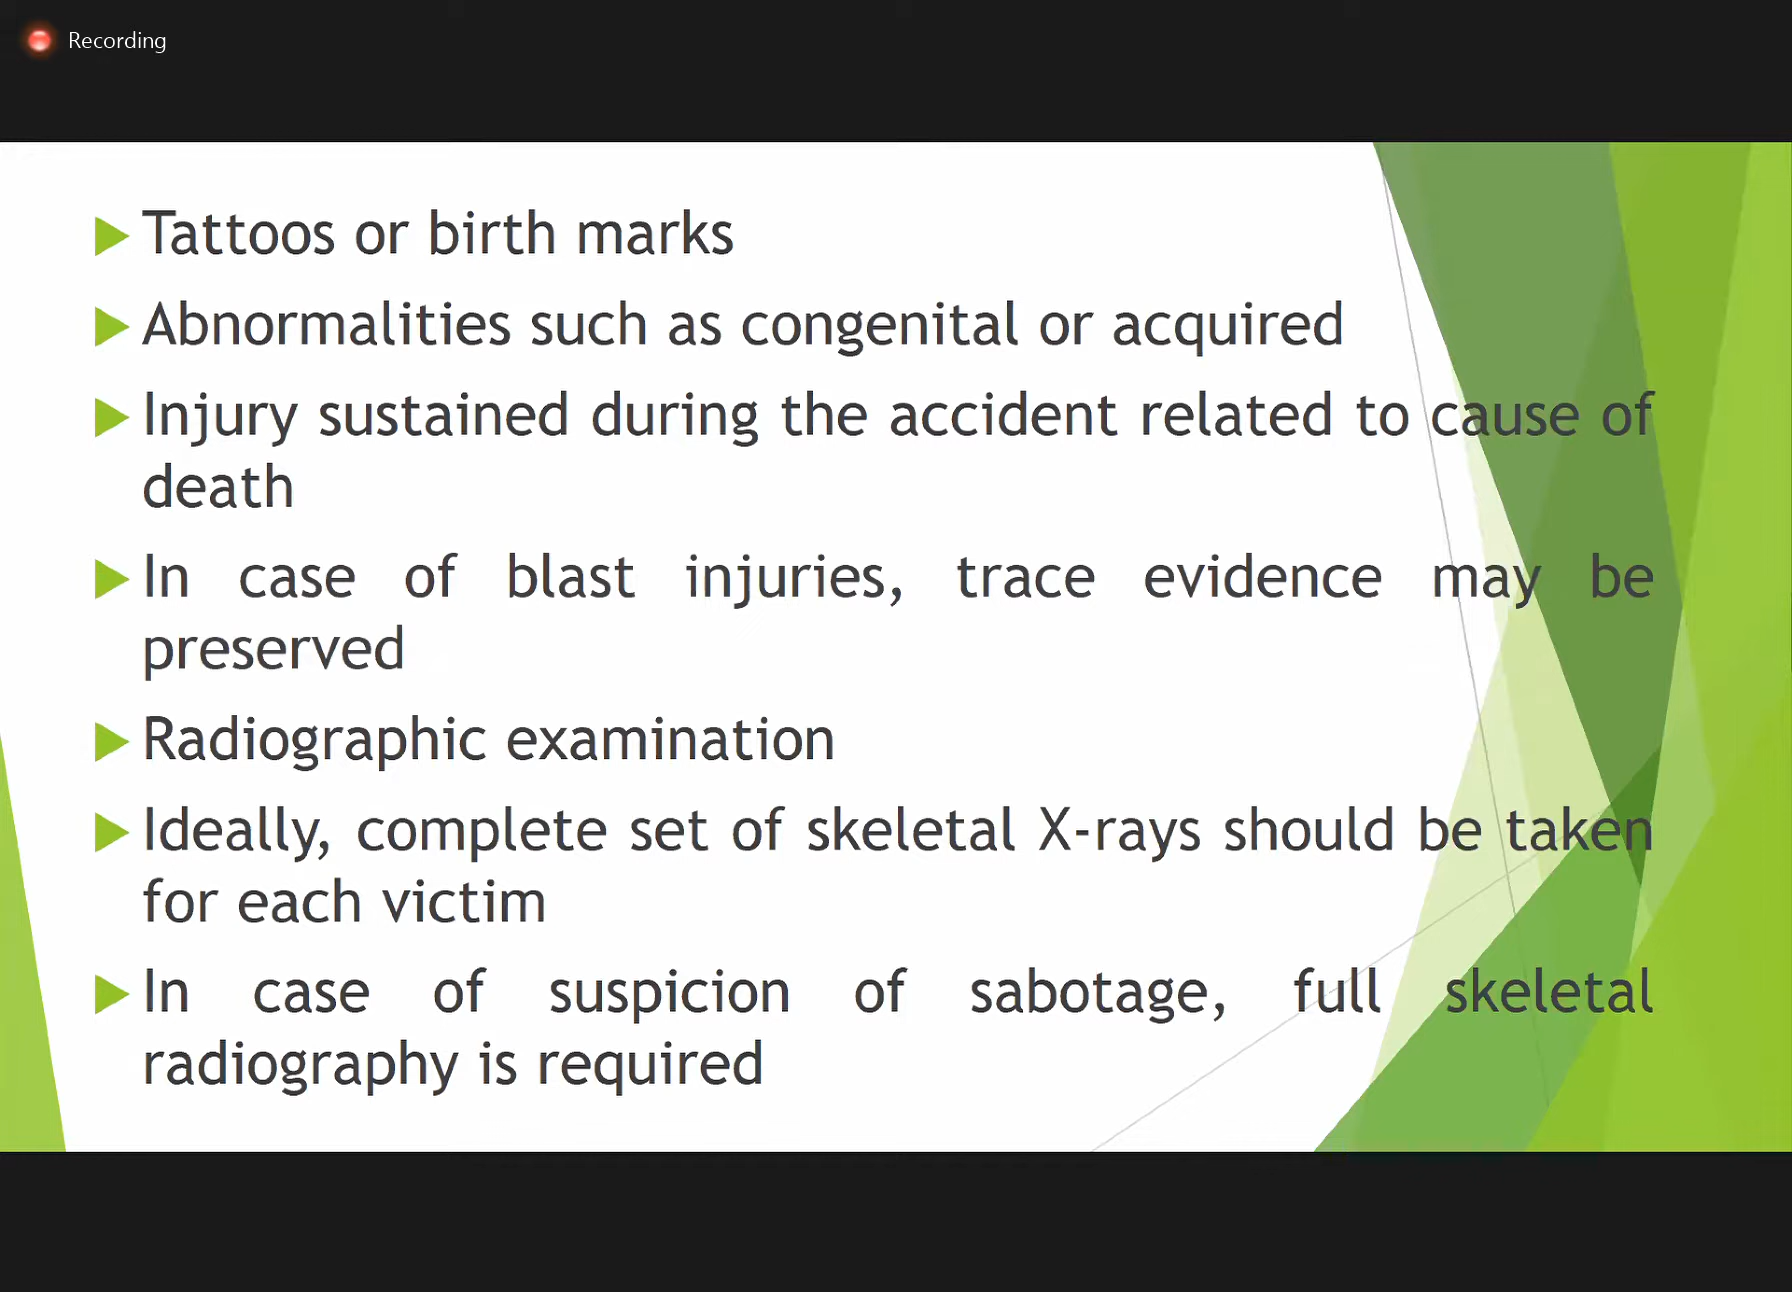 Recording
Tattoos or birth marks
Abnormalities such as congenital or acquired
Injury sustained during the accident related to cause of
death
In case of blast injuries, trace evidence may be
preserved
Radiographic examination
Ideally, complete set of skeletal X-rays should be taken
for each victim
In case of suspicion of sabotage, full skeletal
radiography is required